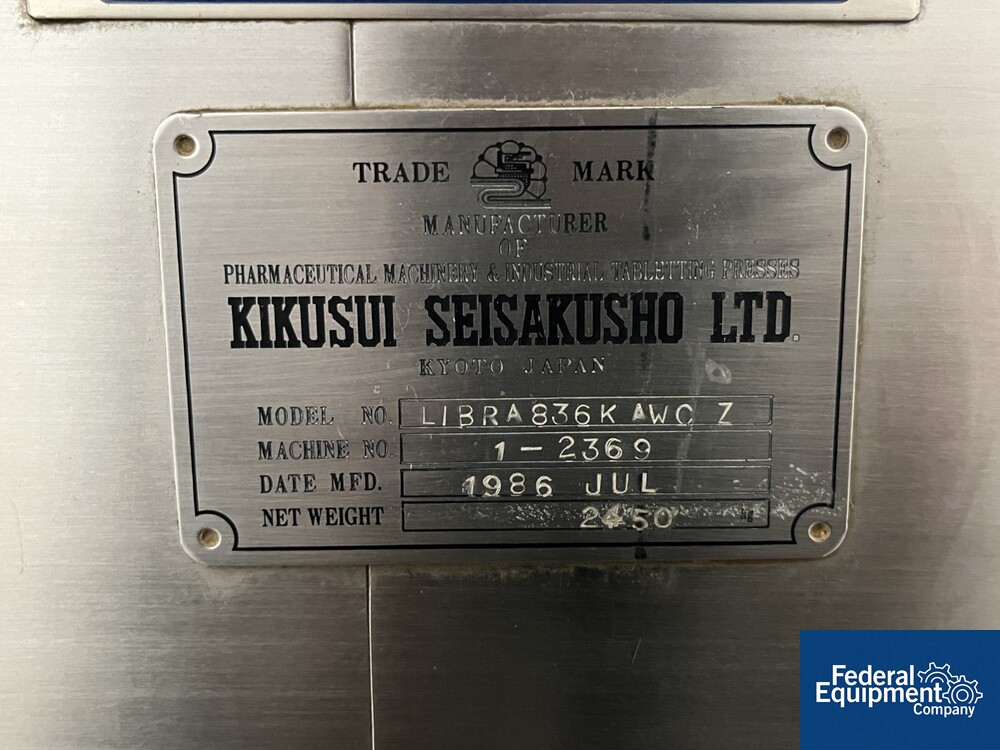 TRADE MARK
MANUFACTURER
OF
PHARMACEUTICAL MACHINERY & INDUSTRIAL TABLETTING PRESSES
KIKUSUI SEISAKUSHO LTD.
KYOTO JAPAN
MODEL NO. LIBRA836KAWC Z
MACHINE NO. 1-2369
DATE MFD. 1986 JUL
NET WEIGHT 2450 kg
Federal
Equipment
Company